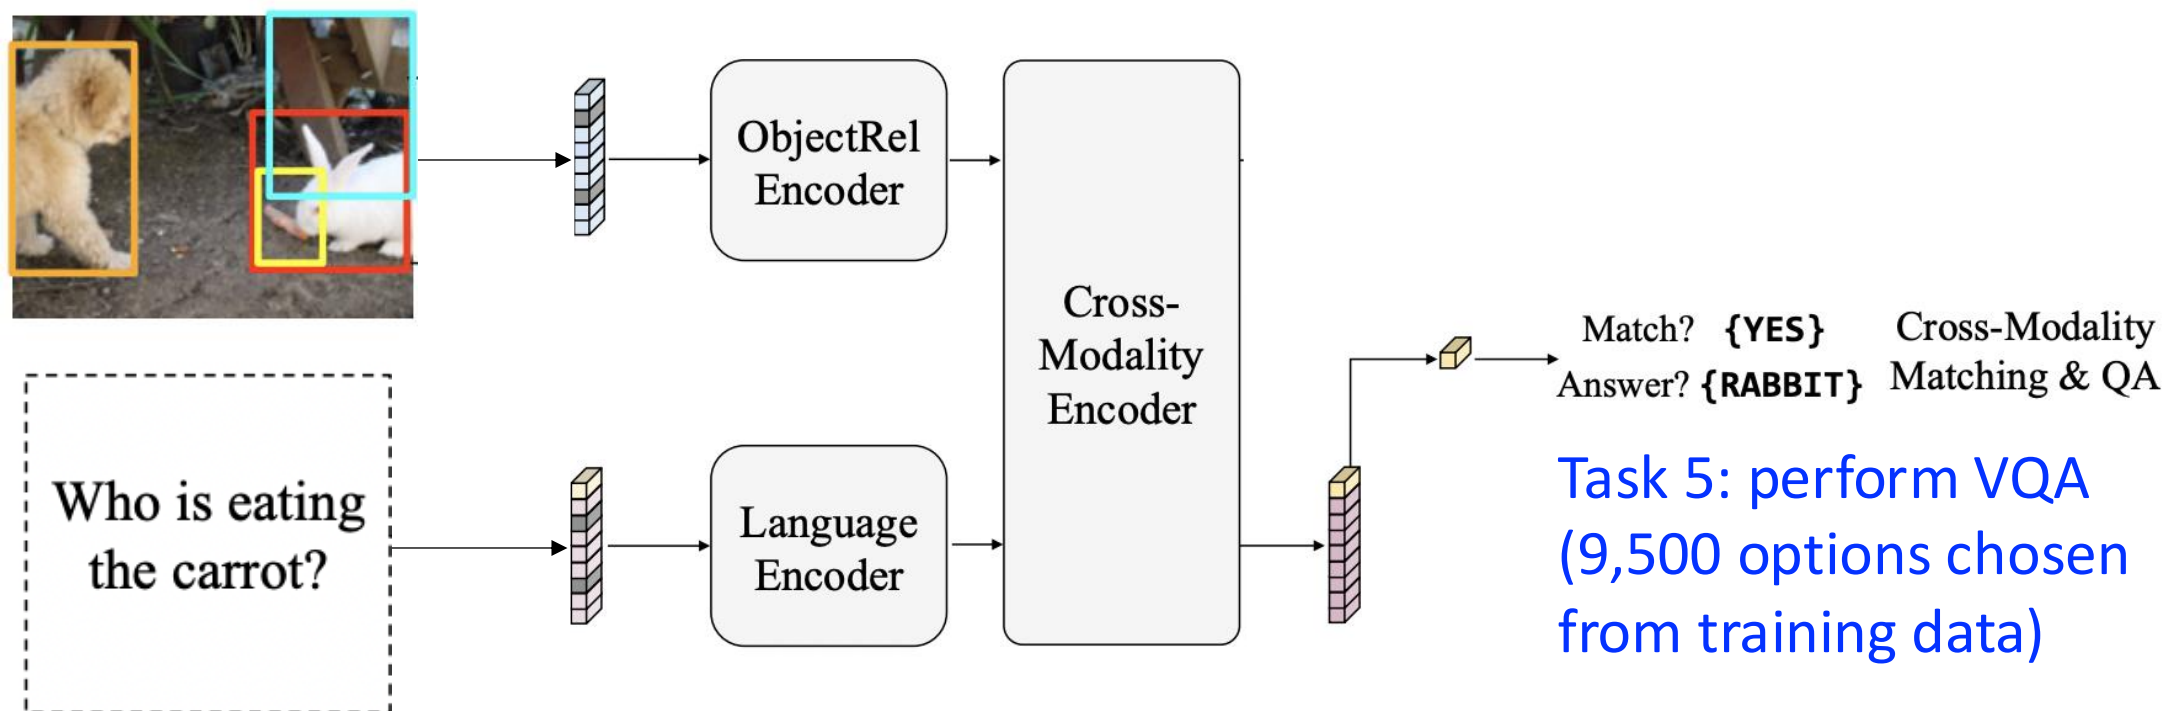 ObjectRel
Encoder
Cross-
Modality
Encoder
Who is eating
the carrot?
Language
Encoder
Match? {YES}
Answer? {RABBIT}
Cross-Modality
Matching & QA
Task 5: perform VQA
(9,500 options chosen
from training data)